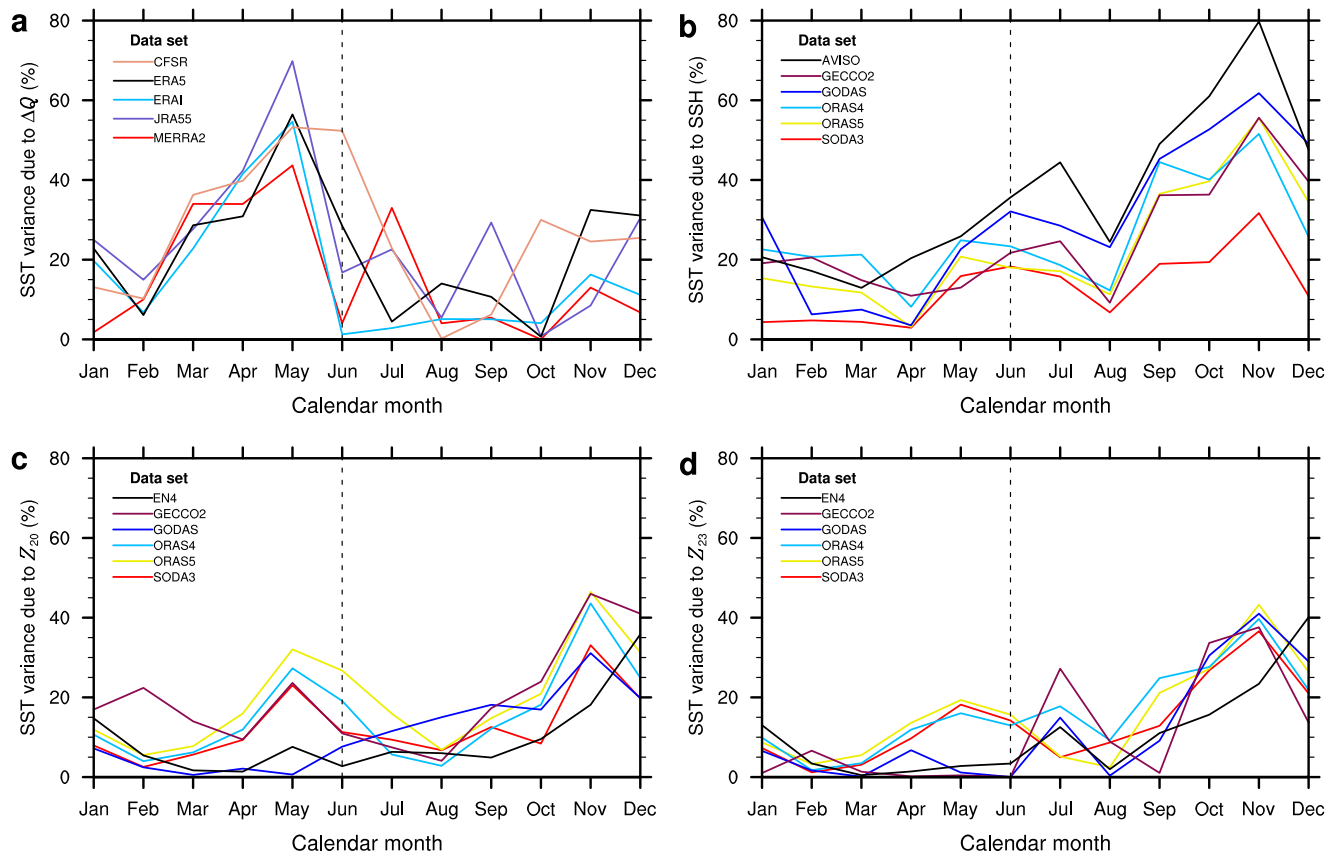 a
SST variance due to ΔQ (%)
80
60
40
20
0
Data set
CFSR
ERA5
ERAI
JRA55
MERRA2
Jan Feb Mar Apr May Jun Jul Aug Sep Oct Nov Dec
Calendar month
b
SST variance due to SSH (%)
80
60
40
20
0
Data set
AVISO
GECCO2
GODAS
ORAS4
ORAS5
SODA3
Jan Feb Mar Apr May Jun Jul Aug Sep Oct Nov Dec
Calendar month
c
SST variance due to Z₂₀ (%)
80
60
40
20
0
Data set
EN4
GECCO2
GODAS
ORAS4
ORAS5
SODA3
Jan Feb Mar Apr May Jun Jul Aug Sep Oct Nov Dec
Calendar month
d
SST variance due to Z₂₃ (%)
80
60
40
20
0
Data set
EN4
GECCO2
GODAS
ORAS4
ORAS5
SODA3
Jan Feb Mar Apr May Jun Jul Aug Sep Oct Nov Dec
Calendar month